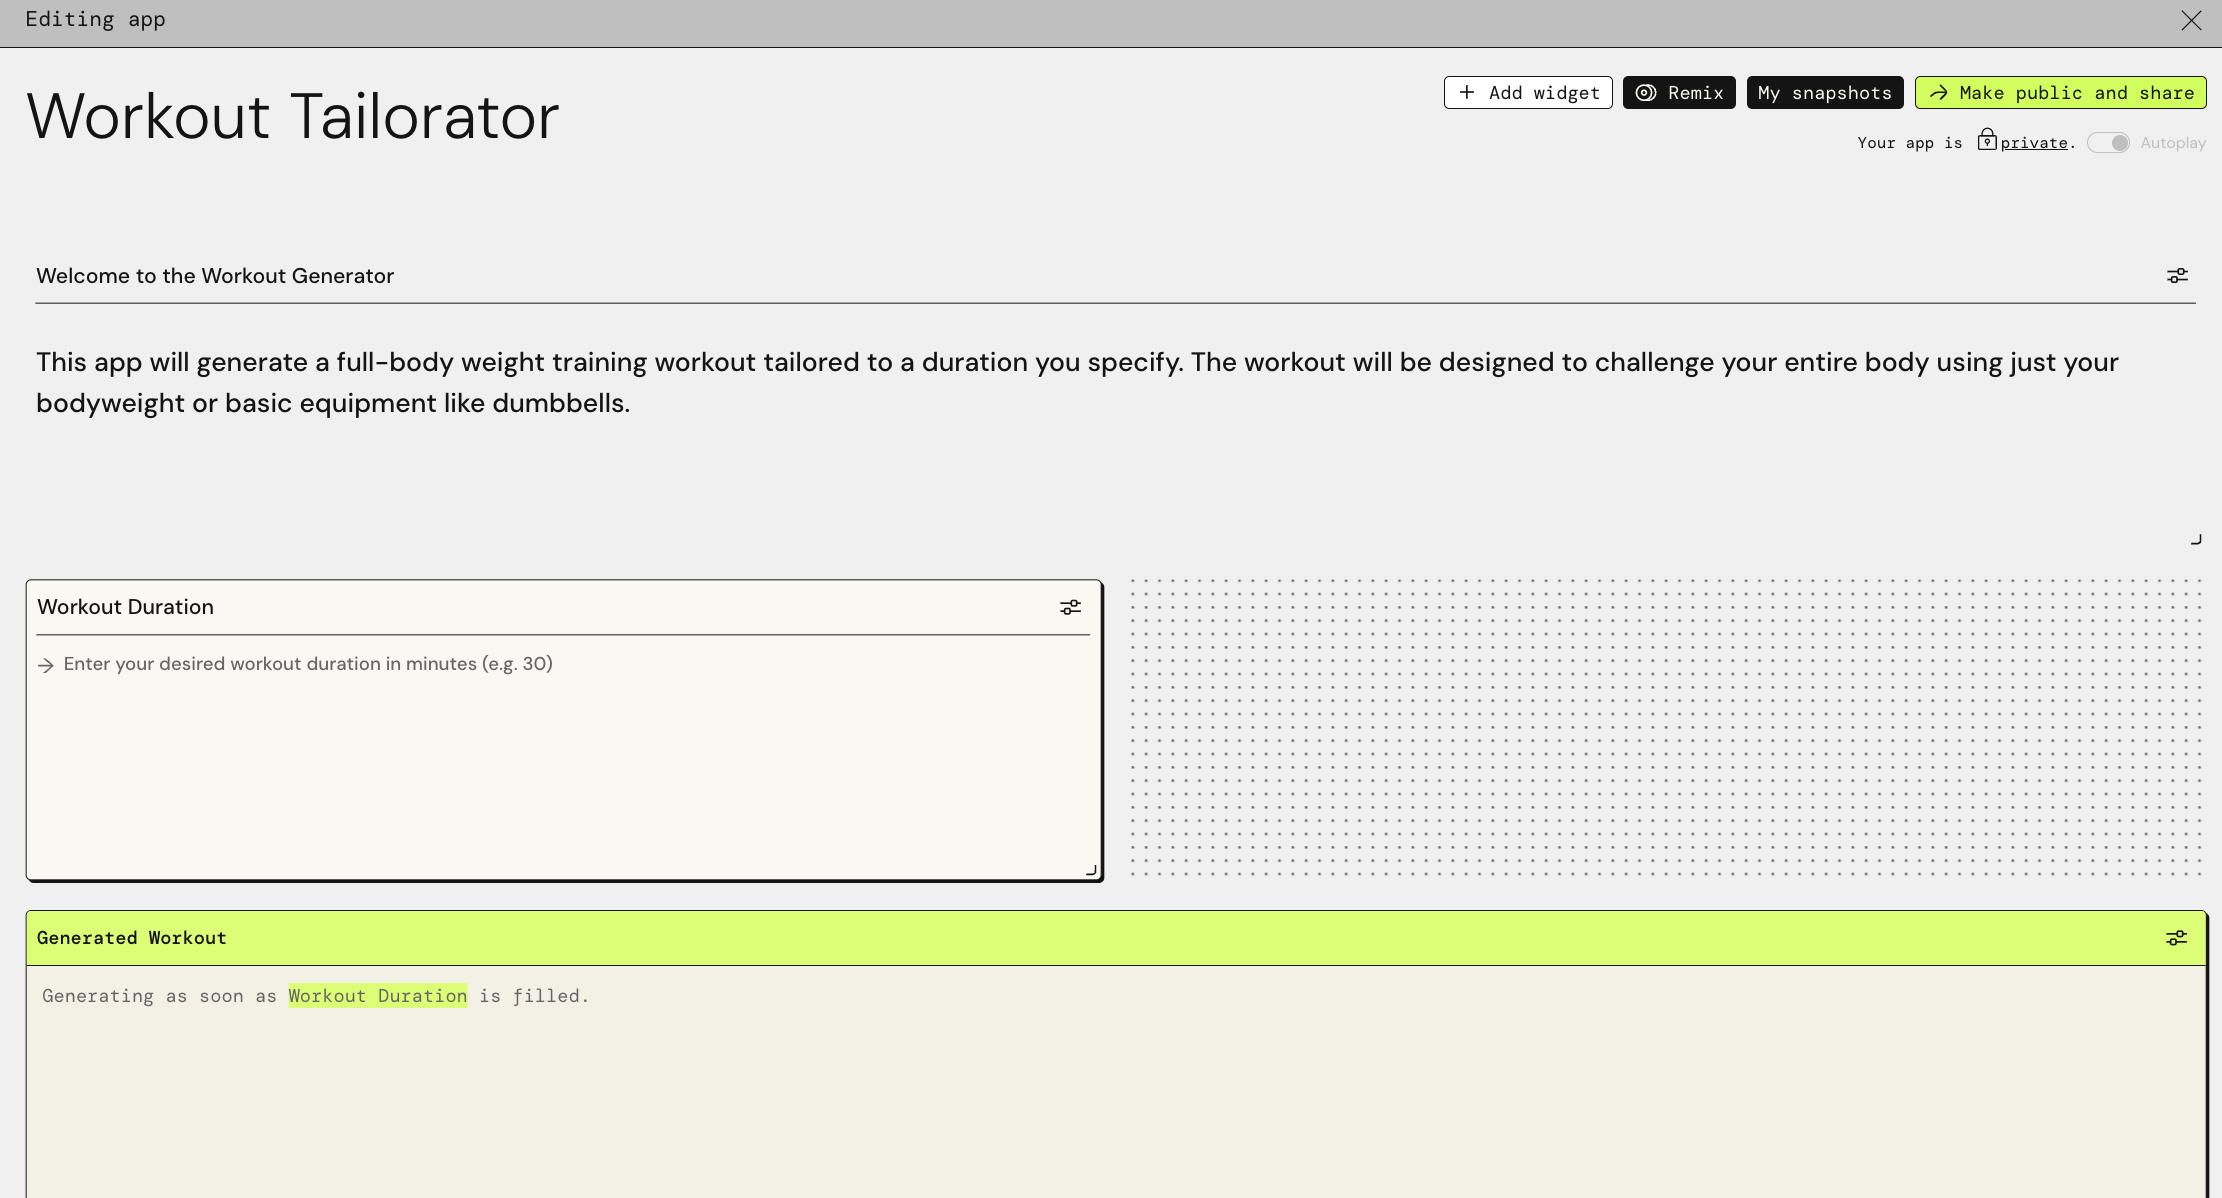 Editing app
Workout Tailorator
+ Add widget
Remix
My snapshots
Make public and share
Your app is private.
Autoplay
Welcome to the Workout Generator
This app will generate a full-body weight training workout tailored to a duration you specify. The workout will be designed to challenge your entire body using just your
bodyweight or basic equipment like dumbbells.
Workout Duration
→ Enter your desired workout duration in minutes (e.g. 30)
Generated Workout
Generating as soon as Workout Duration is filled.